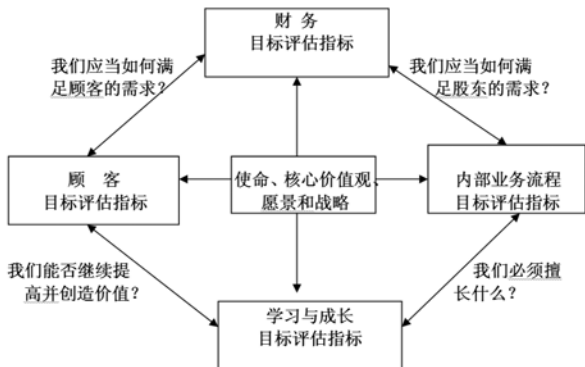 财 务
目标评估指标
我们应当如何满
足顾客的需求？
我们应当如何满
足股东的需求？
顾 客
目标评估指标
使命、核心价值观、
愿景和战略
内部业务流程
目标评估指标
我们能否继续提
高并创造价值？
我们必须擅
长什么？
学习与成长
目标评估指标